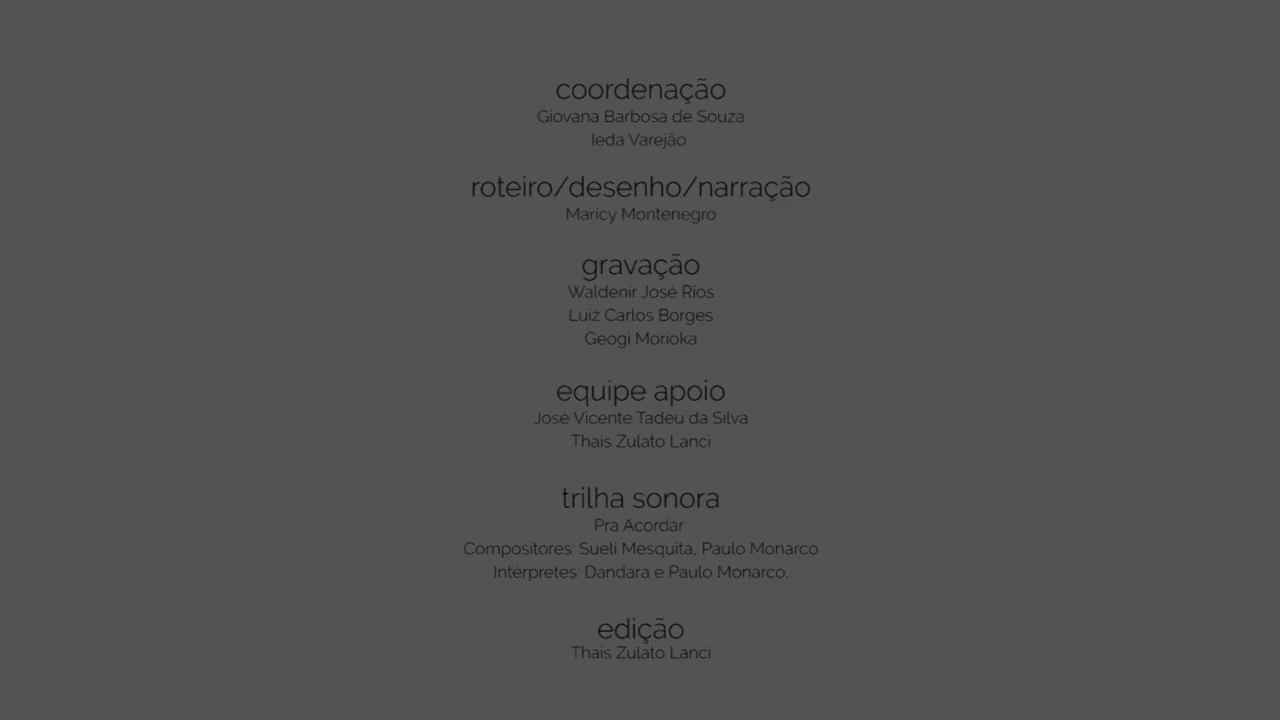 coordenação
Giovana Barbosa de Souza
Ieda Varejão
roteiro/desenho/narração
Maricy Montenegro
gravação
Waldenir José Rios
Luiz Carlos Borges
Geogi Morioka
equipe apoio
José Vicente Tadeu da Silva
Thais Zulato Lanci
trilha sonora
Pra Acordar
Compositores: Sueli Mesquita, Paulo Monarco
Intérpretes: Dandara e Paulo Monarco.
edição
Thais Zulato Lanci